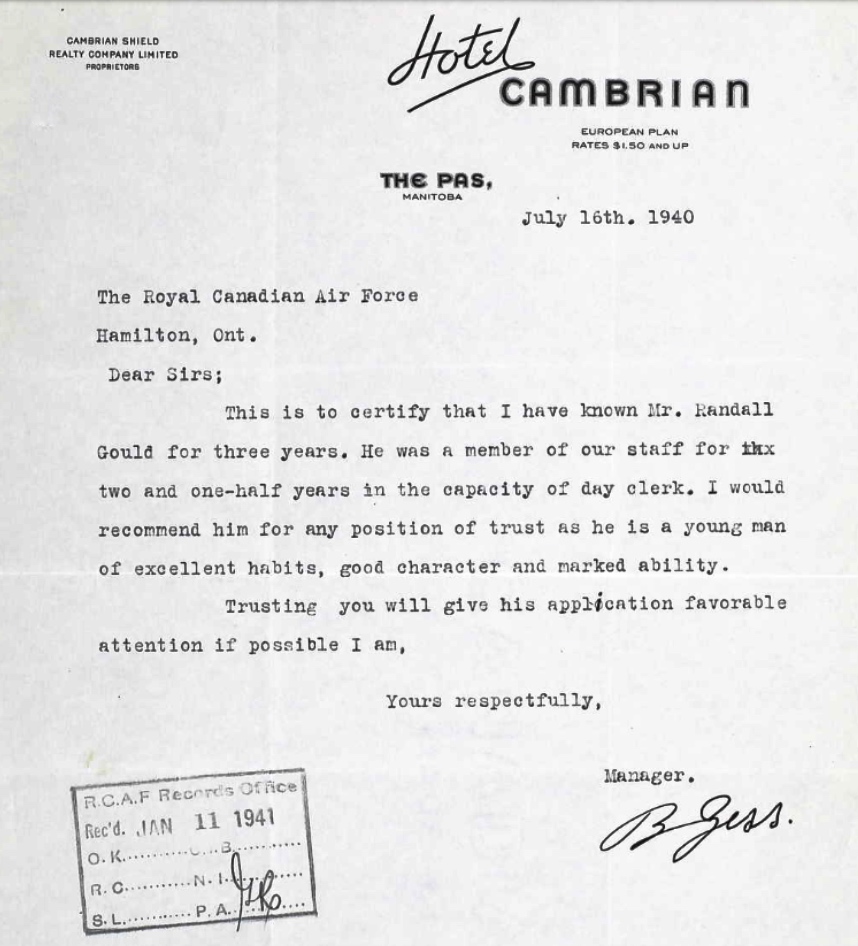 CAMBRIAN SHIELD
REALTY COMPANY LIMITED
PROPRIETORS
Hotel
CAMBRIAN
EUROPEAN PLAN
RATES $1.50 AND UP
THE PAS,
MANITOBA
July 16th. 1940
The Royal Canadian Air Force
Hamilton, Ont.
Dear Sirs;
This is to certify that I have known Mr. Randall
Gould for three years. He was a member of our staff for thx
two and one-half years in the capacity of day clerk. I would
recommend him for any position of trust as he is a young man
of excellent habits, good character and marked ability.
Trusting you will give his application favorable
attention if possible I am,
Yours respectfully,
Manager.
B Gess.
R.C.A.F Records Office
Rec'd. JAN 11 1941
O.K. B.
R.C. N.I.
S.L. P.A.